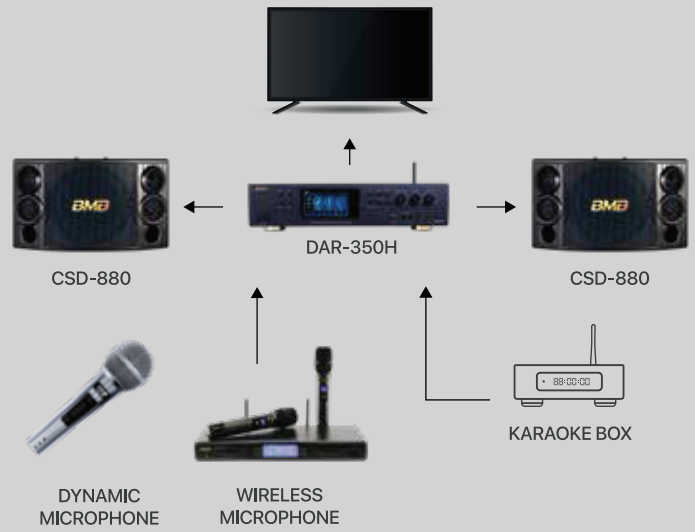 BMB
BMB
DAR-350H
CSD-880
CSD-880
88:00:00
KARAOKE BOX
DYNAMIC
MICROPHONE
WIRELESS
MICROPHONE